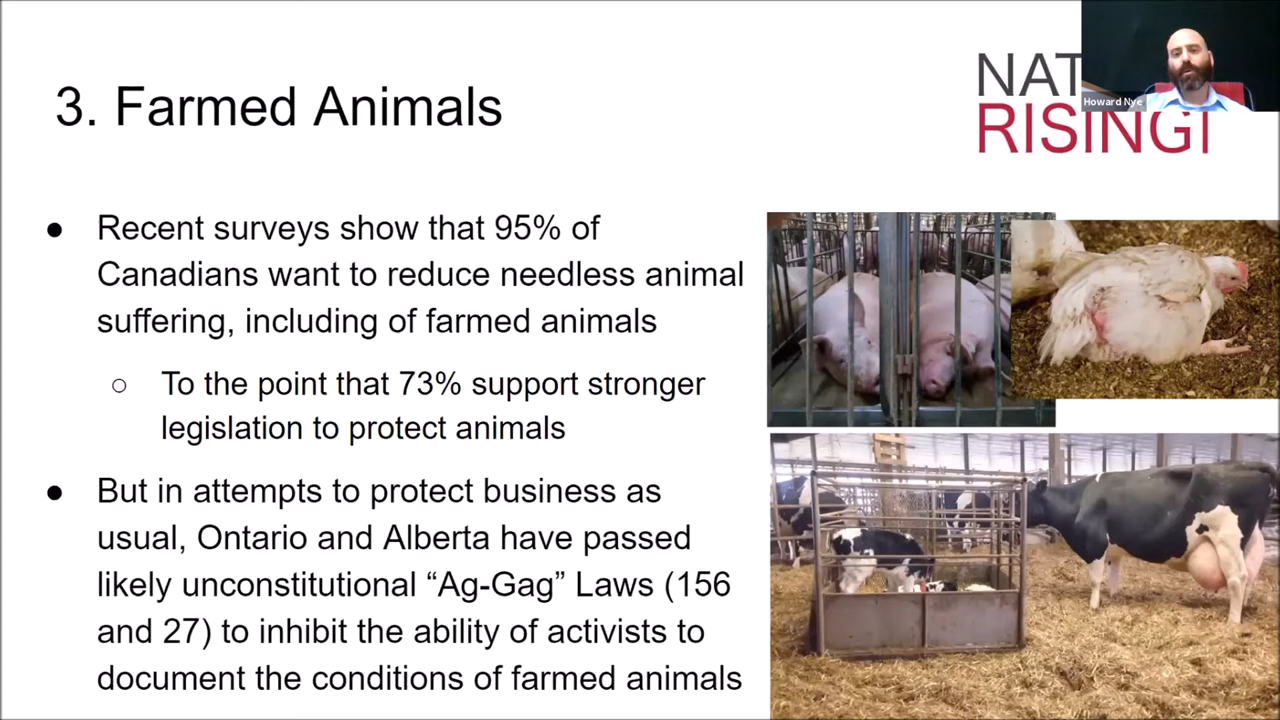 3. Farmed Animals
NAT
RISING
Howard Nye
● Recent surveys show that 95% of
Canadians want to reduce needless animal
suffering, including of farmed animals
○ To the point that 73% support stronger
legislation to protect animals
● But in attempts to protect business as
usual, Ontario and Alberta have passed
likely unconstitutional “Ag-Gag” Laws (156
and 27) to inhibit the ability of activists to
document the conditions of farmed animals